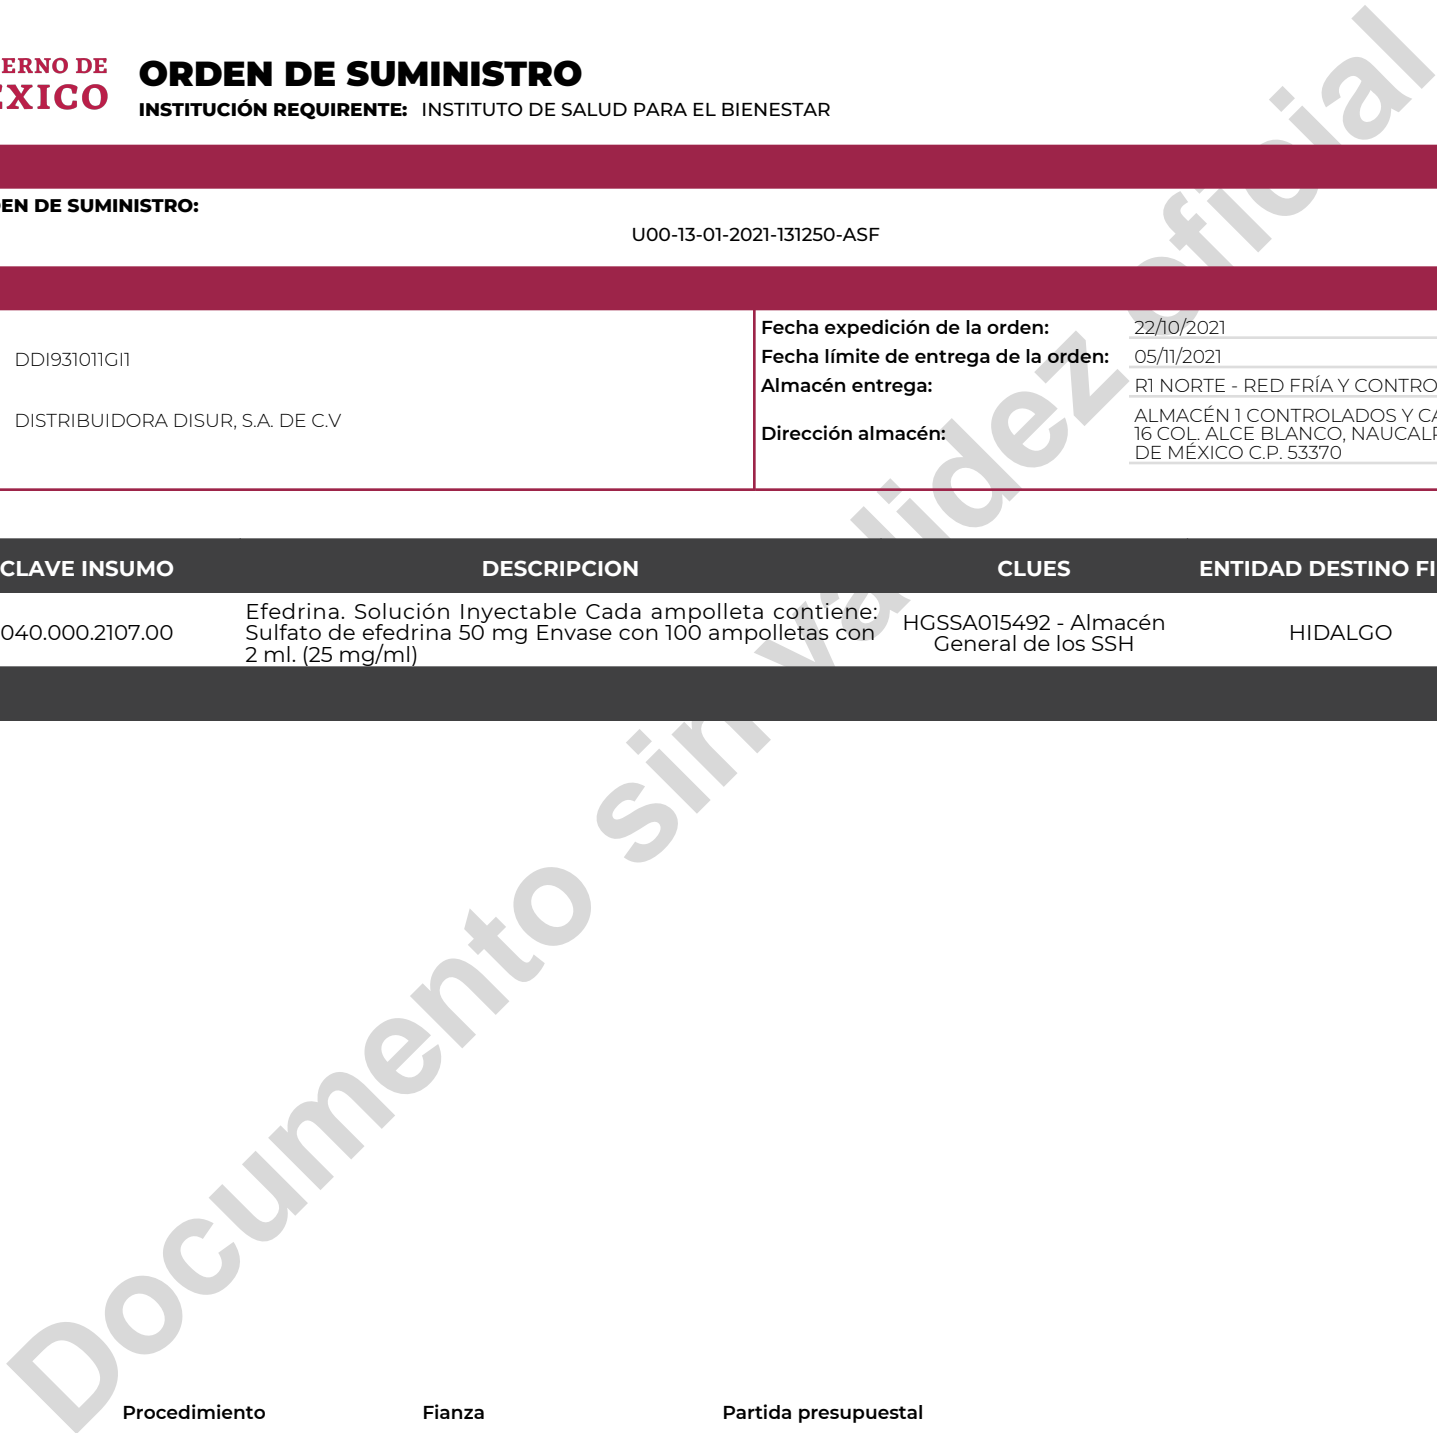 ERNO DE
EXICO
ORDEN DE SUMINISTRO
INSTITUCIÓN REQUIRENTE: INSTITUTO DE SALUD PARA EL BIENESTAR
EN DE SUMINISTRO:
U00-13-01-2021-131250-ASF
DDI931011GI1
DISTRIBUIDORA DISUR, S.A. DE C.V
Fecha expedición de la orden: 22/10/2021
Fecha límite de entrega de la orden: 05/11/2021
Almacén entrega: R1 NORTE - RED FRÍA Y CONTRO
Dirección almacén:
ALMACÉN 1 CONTROLADOS Y CA
16 COL. ALCE BLANCO, NAUCALP
DE MÉXICO C.P. 53370
CLAVE INSUMO DESCRIPCION CLUES ENTIDAD DESTINO FI
040.000.2107.00
Efedrina. Solución Inyectable Cada ampolleta contiene:
Sulfato de efedrina 50 mg Envase con 100 ampolletas con
2 ml. (25 mg/ml)
HGSSA015492 - Almacén
General de los SSH
HIDALGO
Documento sin validez oficial
Procedimiento Fianza Partida presupuestal